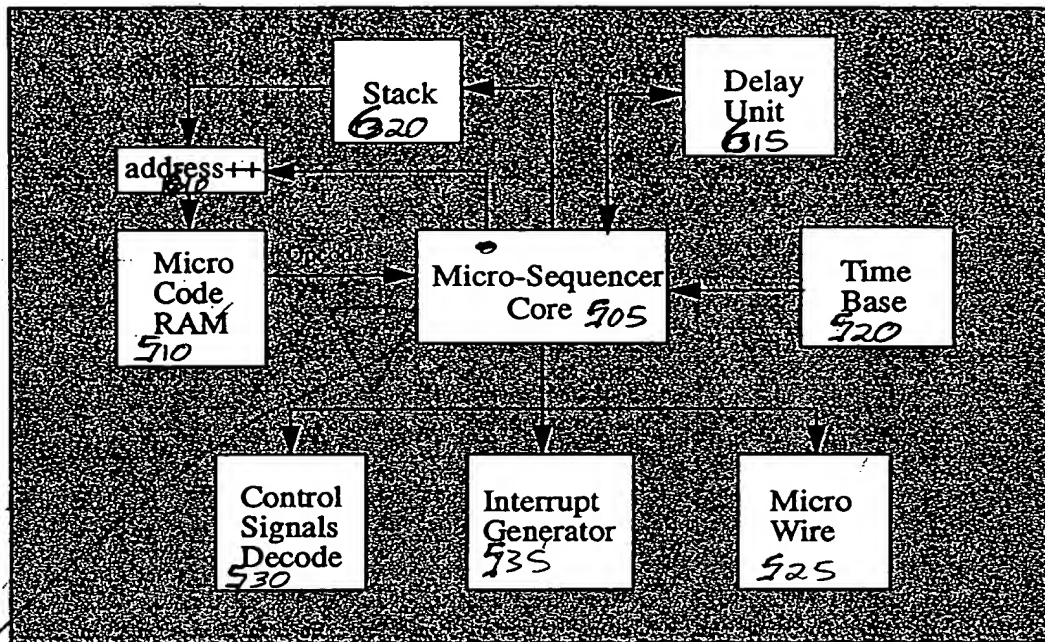 Stack
620
Delay
Unit
615
address++
Opcode
Micro
Code
RAM
510
Micro-Sequencer
Core 505
Time
Base
520
Control
Signals
Decode
530
Interrupt
Generator
535
Micro
Wire
525